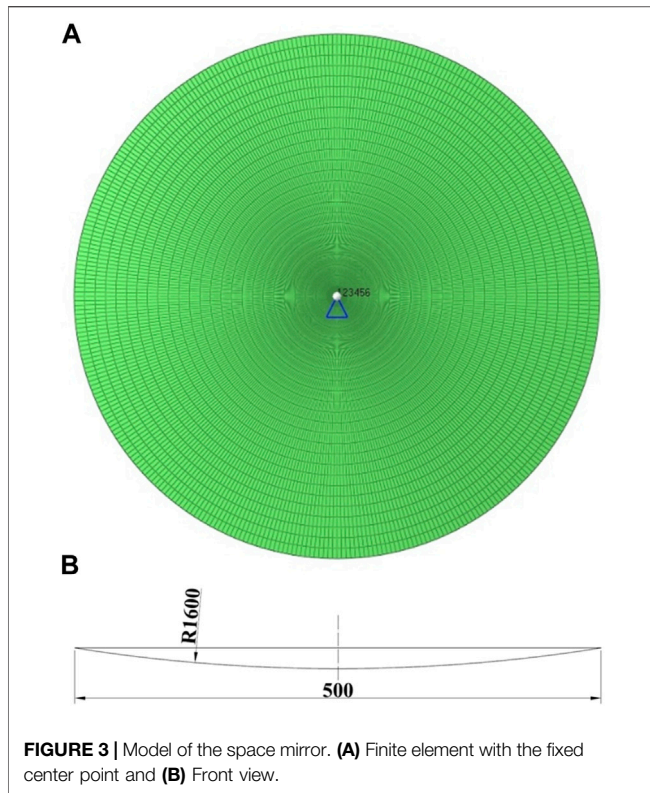 A
123456
B
R1600
500
FIGURE 3 | Model of the space mirror. (A) Finite element with the fixed
center point and (B) Front view.